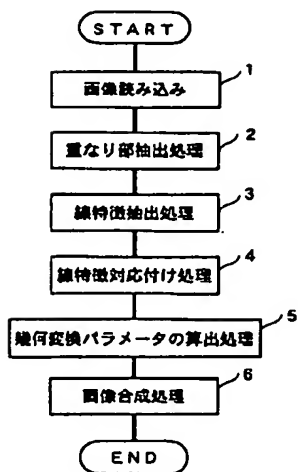 START
1
画像読み込み
2
重なり部抽出処理
3
線特徴抽出処理
4
線特徴対応付け処理
5
幾何変換パラメータの算出処理
6
画像合成処理
END